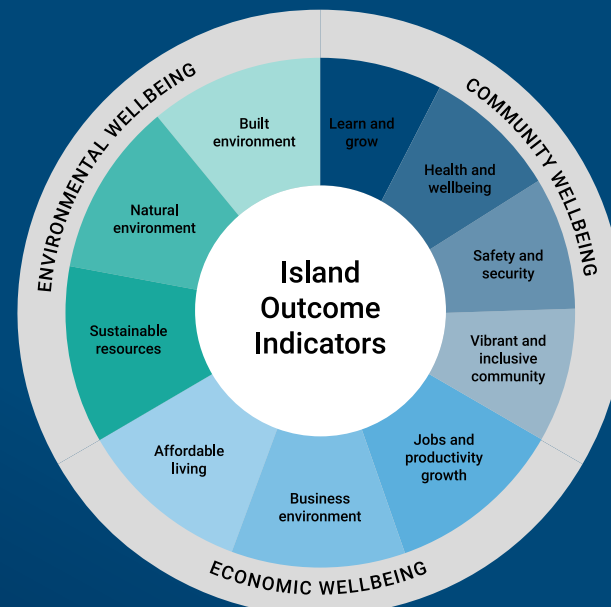 ENVIRONMENTAL WELLBEING
COMMUNITY WELLBEING
ECONOMIC WELLBEING
Built
environment
Learn and
grow
Health and
wellbeing
Natural
environment
Safety and
security
Island
Outcome
Indicators
Sustainable
resources
Vibrant and
inclusive
community
Affordable
living
Jobs and
productivity
growth
Business
environment